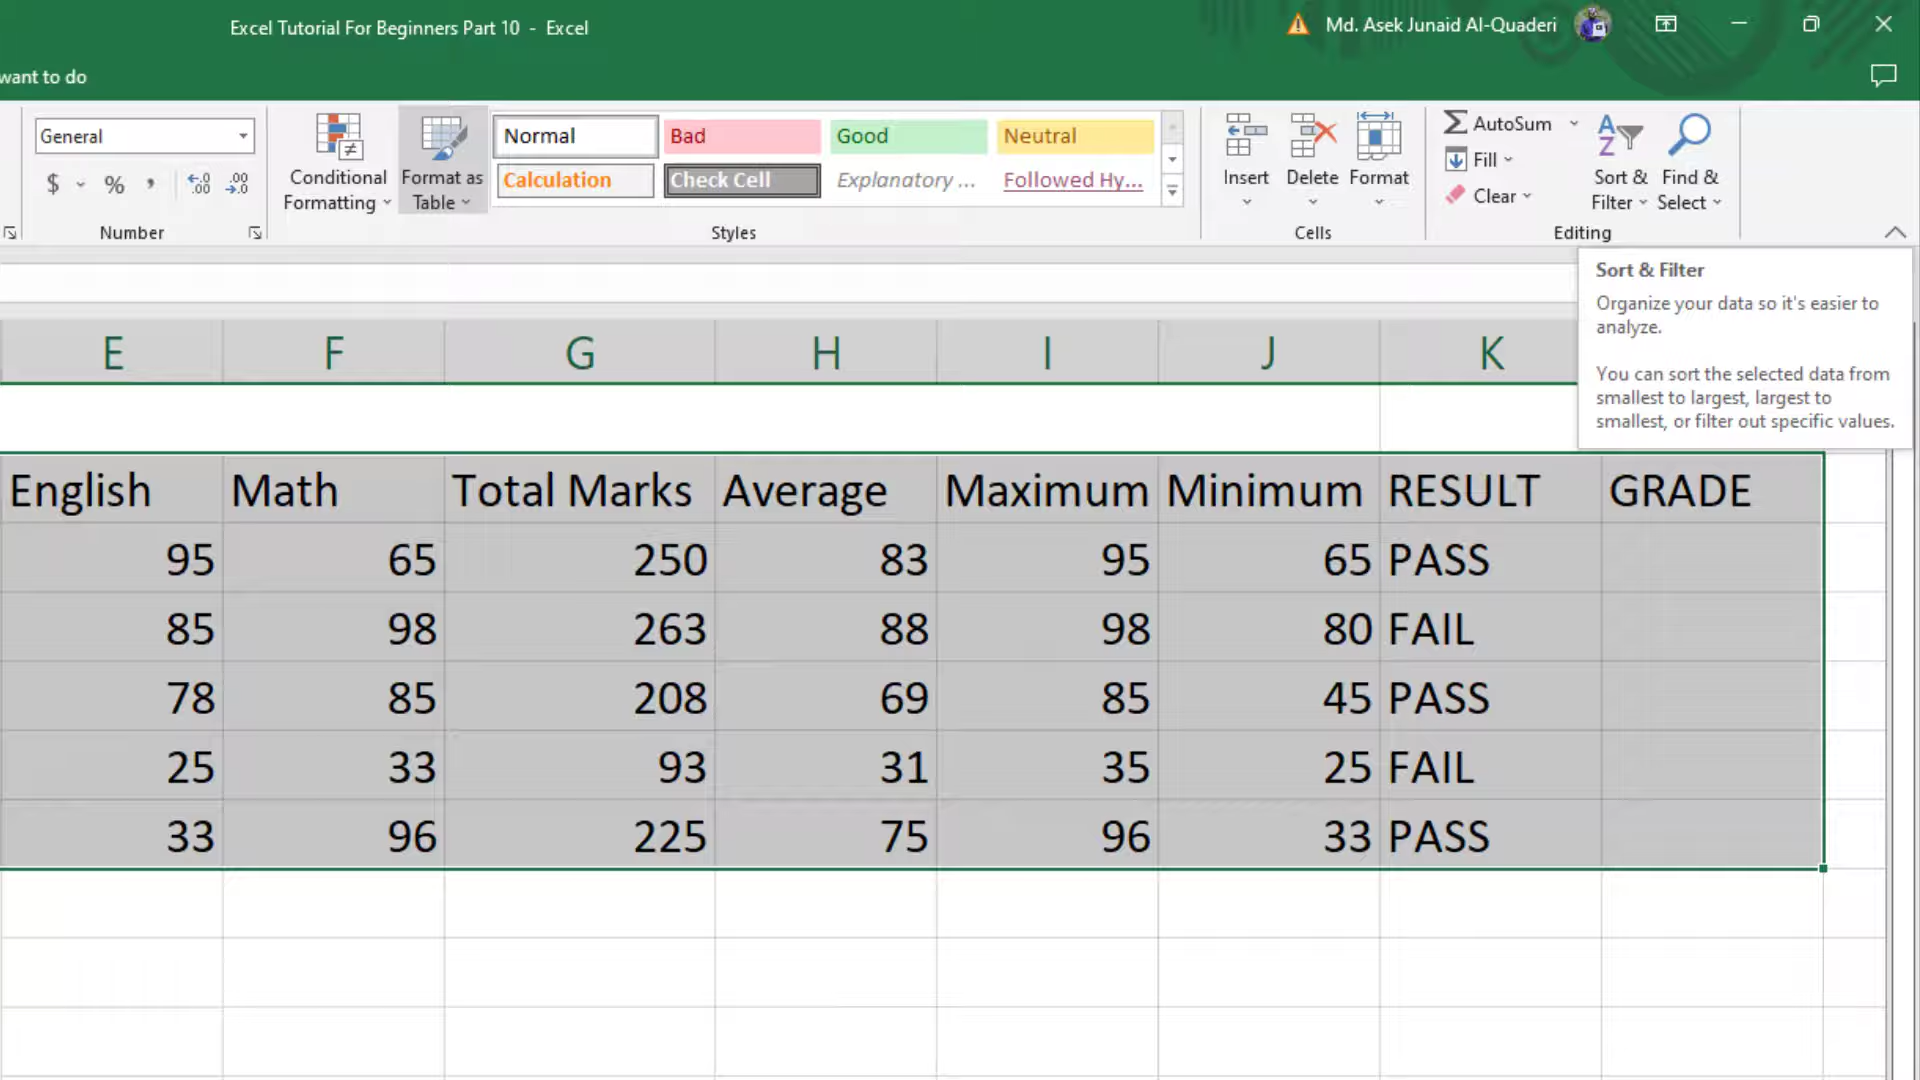 Excel Tutorial For Beginners Part 10 - Excel
Md. Asek Junaid Al-Quaderi
want to do
General
$ % , .00 .00
Number
Conditional
Formatting
Format as
Table
Normal Bad Good Neutral
Calculation Check Cell Explanatory ... Followed Hy...
Styles
Insert Delete Format
Cells
AutoSum
Fill
Clear
Sort &
Filter
Find &
Select
Editing
Sort & Filter
Organize your data so it's easier to
analyze.
You can sort the selected data from
smallest to largest, largest to
smallest, or filter out specific values.
E F G H I J K
English Math Total Marks Average Maximum Minimum RESULT GRADE
95 65 250 83 95 65 PASS
85 98 263 88 98 80 FAIL
78 85 208 69 85 45 PASS
25 33 93 31 35 25 FAIL
33 96 225 75 96 33 PASS